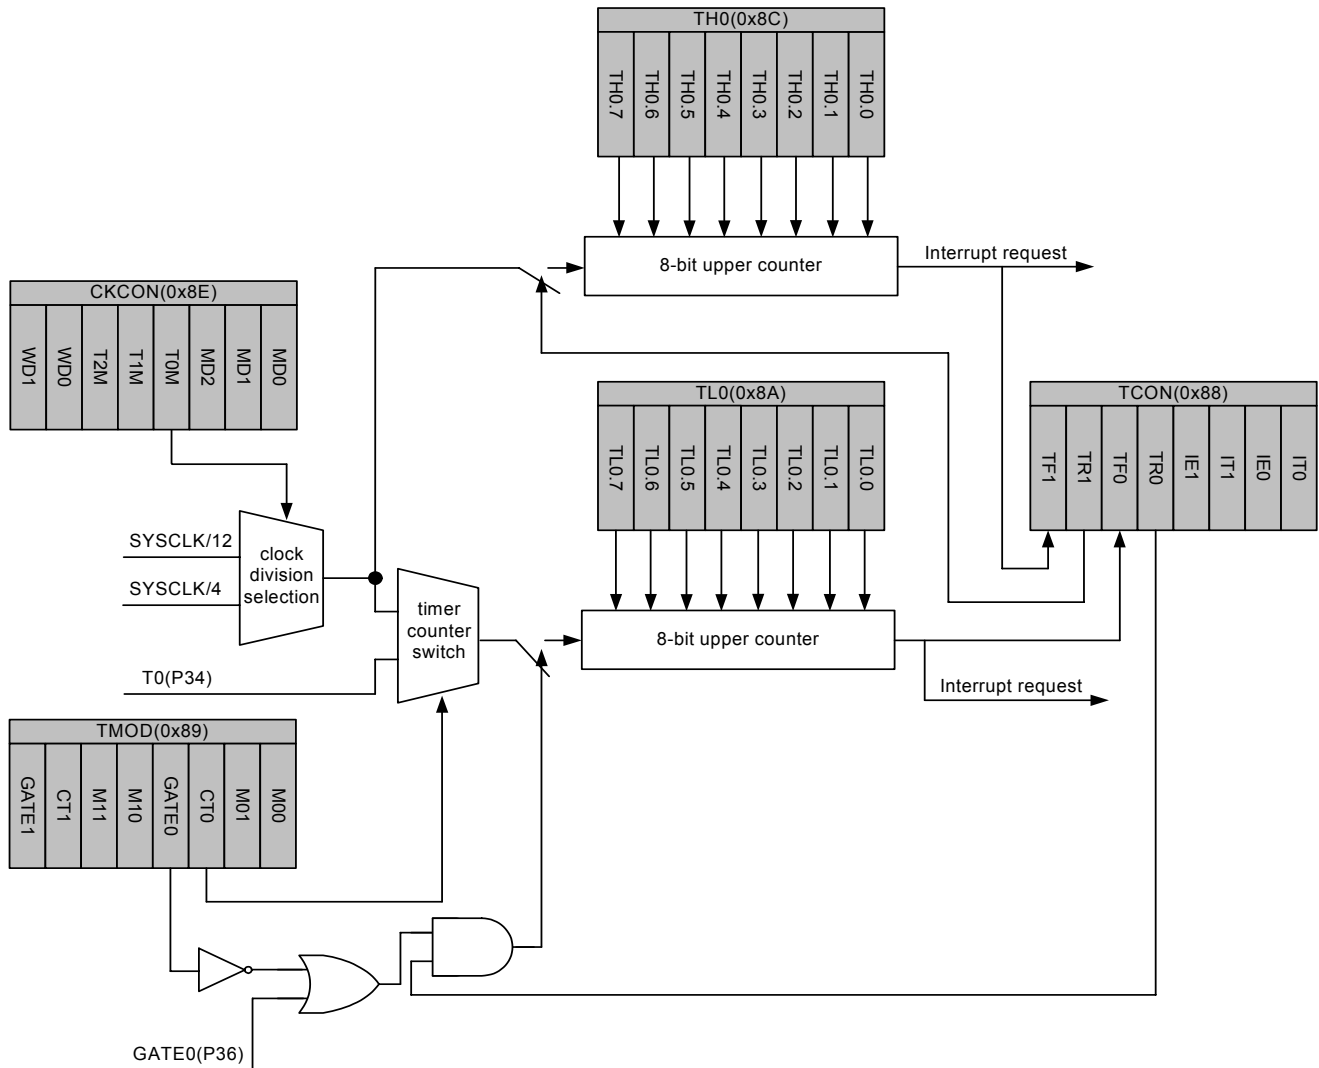 TH0(0x8C)
TH0.7
TH0.6
TH0.5
TH0.4
TH0.3
TH0.2
TH0.1
TH0.0
8-bit upper counter
Interrupt request
CKCON(0x8E)
WD1
WD0
T2M
T1M
T0M
MD2
MD1
MD0
TL0(0x8A)
TL0.7
TL0.6
TL0.5
TL0.4
TL0.3
TL0.2
TL0.1
TL0.0
TCON(0x88)
TF1
TR1
TF0
TR0
IE1
IT1
IE0
IT0
SYSCLK/12
SYSCLK/4
clock
division
selection
timer
counter
switch
8-bit upper counter
T0(P34)
Interrupt request
TMOD(0x89)
GATE1
CT1
M11
M10
GATE0
CT0
M01
M00
GATE0(P36)